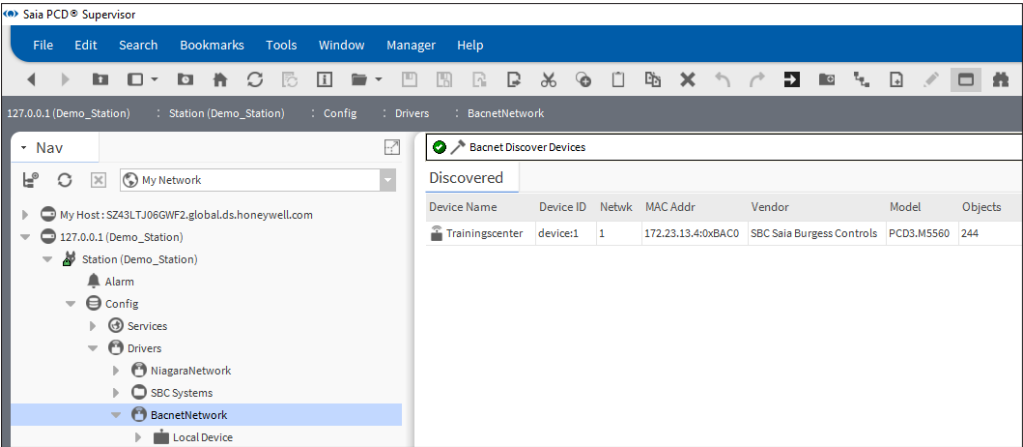 Saia PCD® Supervisor
File Edit Search Bookmarks Tools Window Manager Help
127.0.0.1 (Demo_Station) : Station (Demo_Station) : Config : Drivers : BacnetNetwork
Nav
My Network
My Host : SZ43LTJ06GWF2.global.ds.honeywell.com
127.0.0.1 (Demo_Station)
Station (Demo_Station)
Alarm
Config
Services
Drivers
NiagaraNetwork
SBC Systems
BacnetNetwork
Local Device
Bacnet Discover Devices
Discovered
Device Name Device ID Netwk MAC Addr Vendor Model Objects
Trainingscenter device:1 1 172.23.13.4:0xBAC0 SBC Saia Burgess Controls PCD3.M5560 244